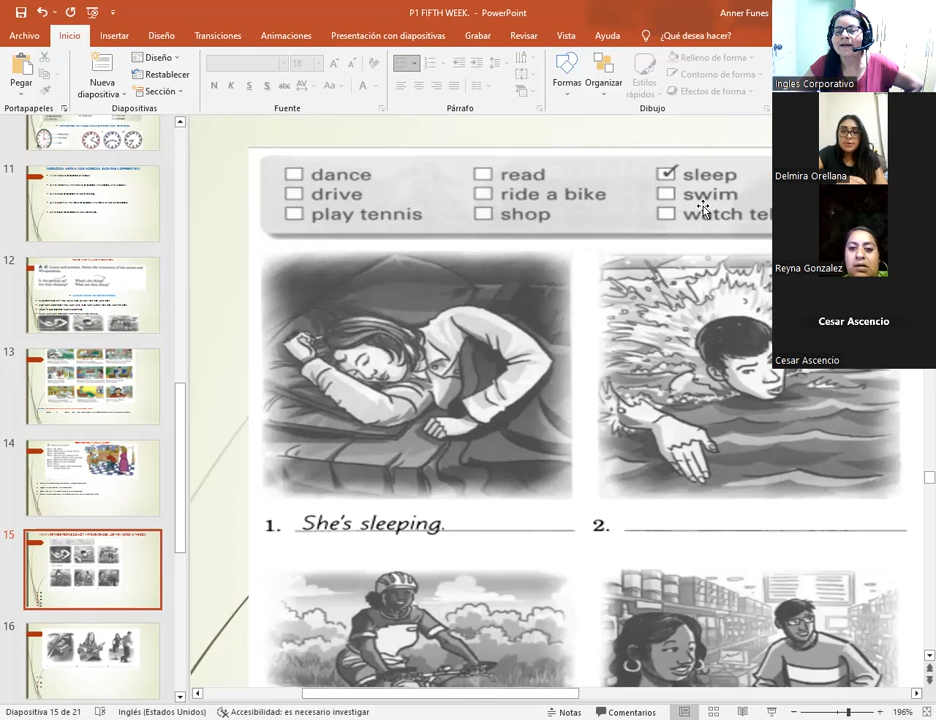 P1 FIFTH WEEK. - PowerPoint
Anner Funes
Archivo Inicio Insertar Diseño Transiciones Animaciones Presentación con diapositivas Grabar Revisar Vista Ayuda ¿Qué desea hacer?
Pegar
Portapapeles
Nueva diapositiva
Diseño
Restablecer
Sección
Diapositivas
18
N K S
Fuente
Párrafo
Formas
Organizar
Estilos rápidos
Relleno de forma
Contorno de forma
Efectos de forma
Dibujo
Inglés Corporativo
Delmira Orellana
Reyna Gonzalez
Cesar Ascencio
Cesar Ascencio
11
12
13
14
15
16
dance read sleep
drive ride a bike swim
play tennis shop watch tel
1. She's sleeping.
2.
Diapositiva 15 de 21 Inglés (Estados Unidos) Accesibilidad: es necesario investigar Notas Comentarios 196%